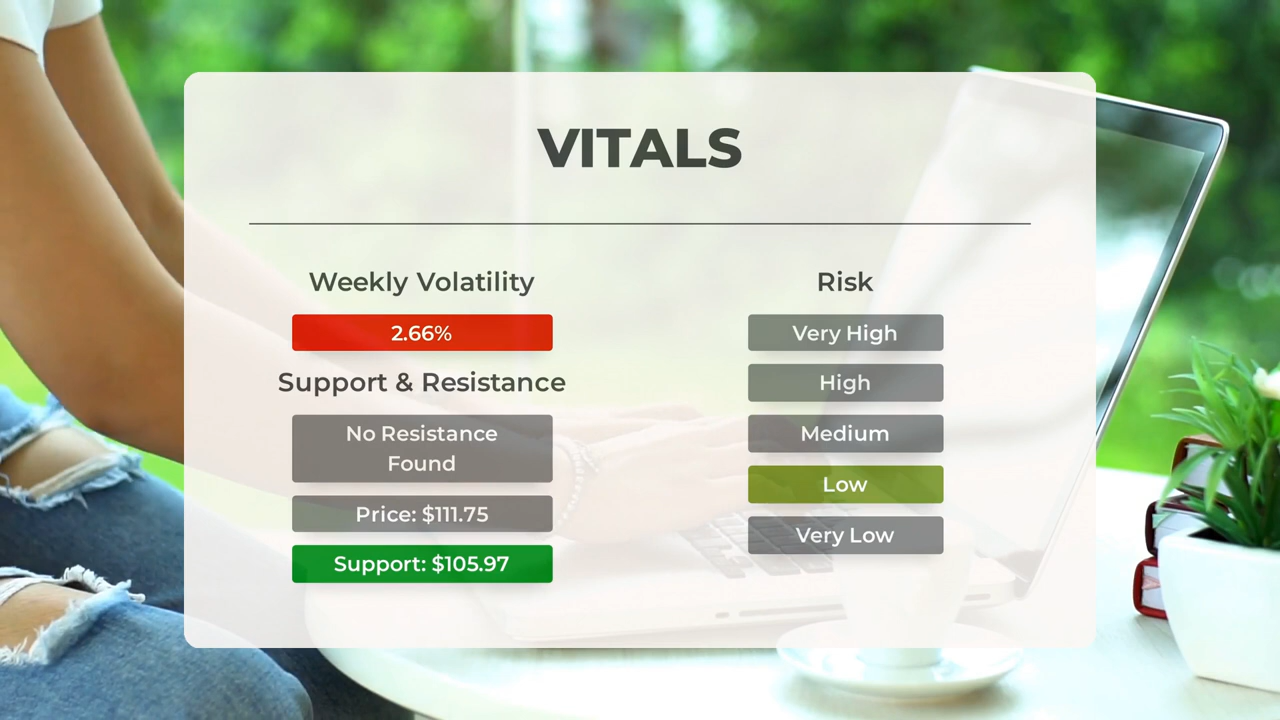 VITALS
Weekly Volatility
2.66%
Support & Resistance
No Resistance
Found
Price: $111.75
Support: $105.97
Risk
Very High
High
Medium
Low
Very Low